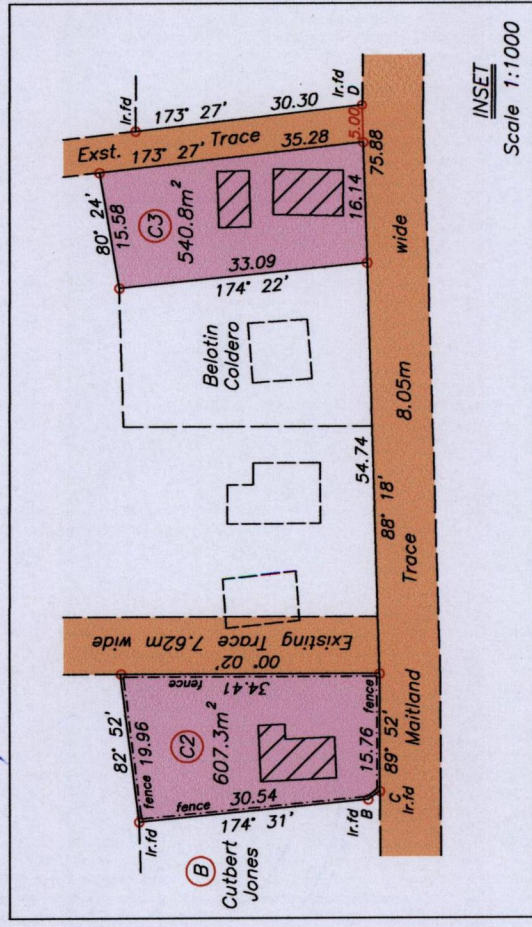 INSET
Scale 1:1000
Ir.fd
173° 27'
30.30
Ir.fd
D
Exst.
Trace
173° 27'
35.28
5.00
75.88
80° 24'
15.58
C3
540.8m²
16.14
33.09
174° 22'
wide
Belotin
Coldero
8.05m
54.74
88° 18'
Trace
Existing Trace 7.62m wide
00° 02'
34.41
fence
82° 52'
19.96
fence
C2
607.3m²
fence
15.76
89° 52'
Maitland
fence
30.54
174° 31'
Ir.fd
Ir.fd
B
C
Ir.fd
B
Cutbert
Jones